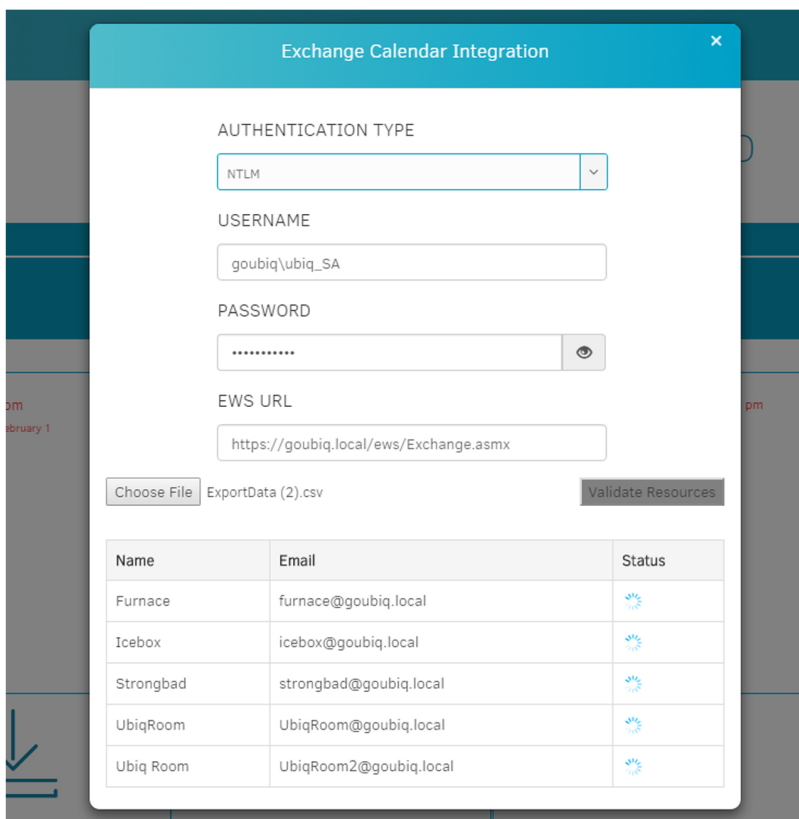 Exchange Calendar Integration ×
AUTHENTICATION TYPE
NTLM
USERNAME
goubiq\ubiq_SA
PASSWORD
•••••••••••
EWS URL
https://goubiq.local/ews/Exchange.asmx
Choose File ExportData (2).csv Validate Resources
Name Email Status
Furnace furnace@goubiq.local
Icebox icebox@goubiq.local
Strongbad strongbad@goubiq.local
UbiqRoom UbiqRoom@goubiq.local
Ubiq Room UbiqRoom2@goubiq.local
pm